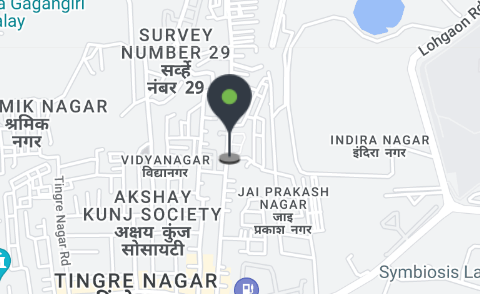 Gagangiri
alay
SURVEY
NUMBER 29
सर्व्हे
नंबर 29
Lohgaon Rd
MIK NAGAR
श्रमिक
नगर
VIDYANAGAR
विद्यानगर
INDIRA NAGAR
इंदिरा नगर
Tingre Nagar Rd
AKSHAY
KUNJ SOCIETY
अक्षय कुंज
सोसायटी
JAI PRAKASH
NAGAR
जाइ
प्रकाश नगर
TINGRE NAGAR
Symbiosis La